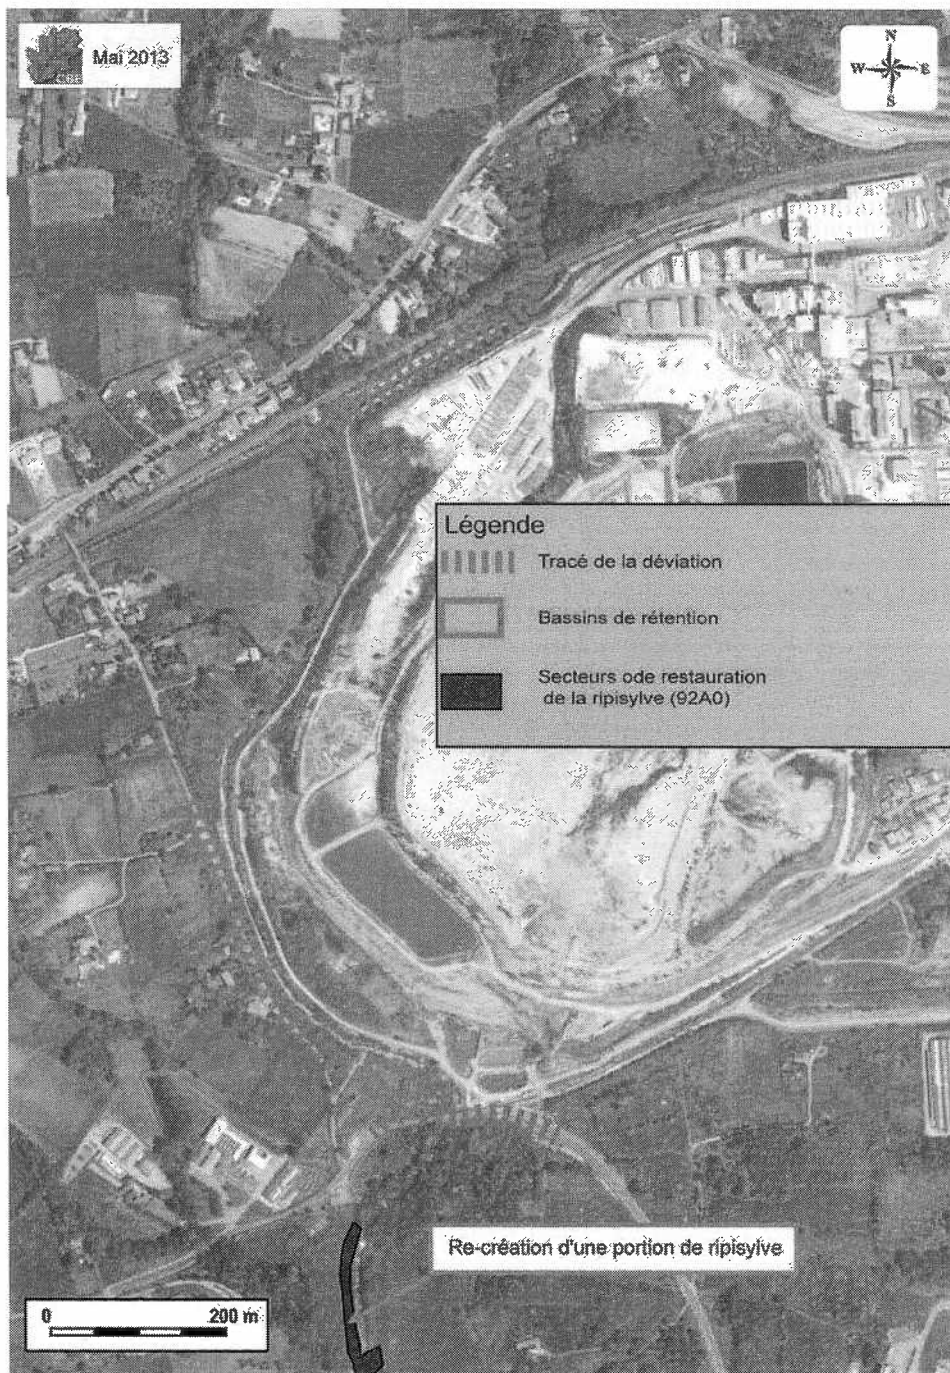 Mai 2013
CBE
N
W E
S
Légende
Tracé de la déviation
Bassins de rétention
Secteurs ode restauration
de la ripisylve (92A0)
Re-création d'une portion de ripisylve
0 200 m